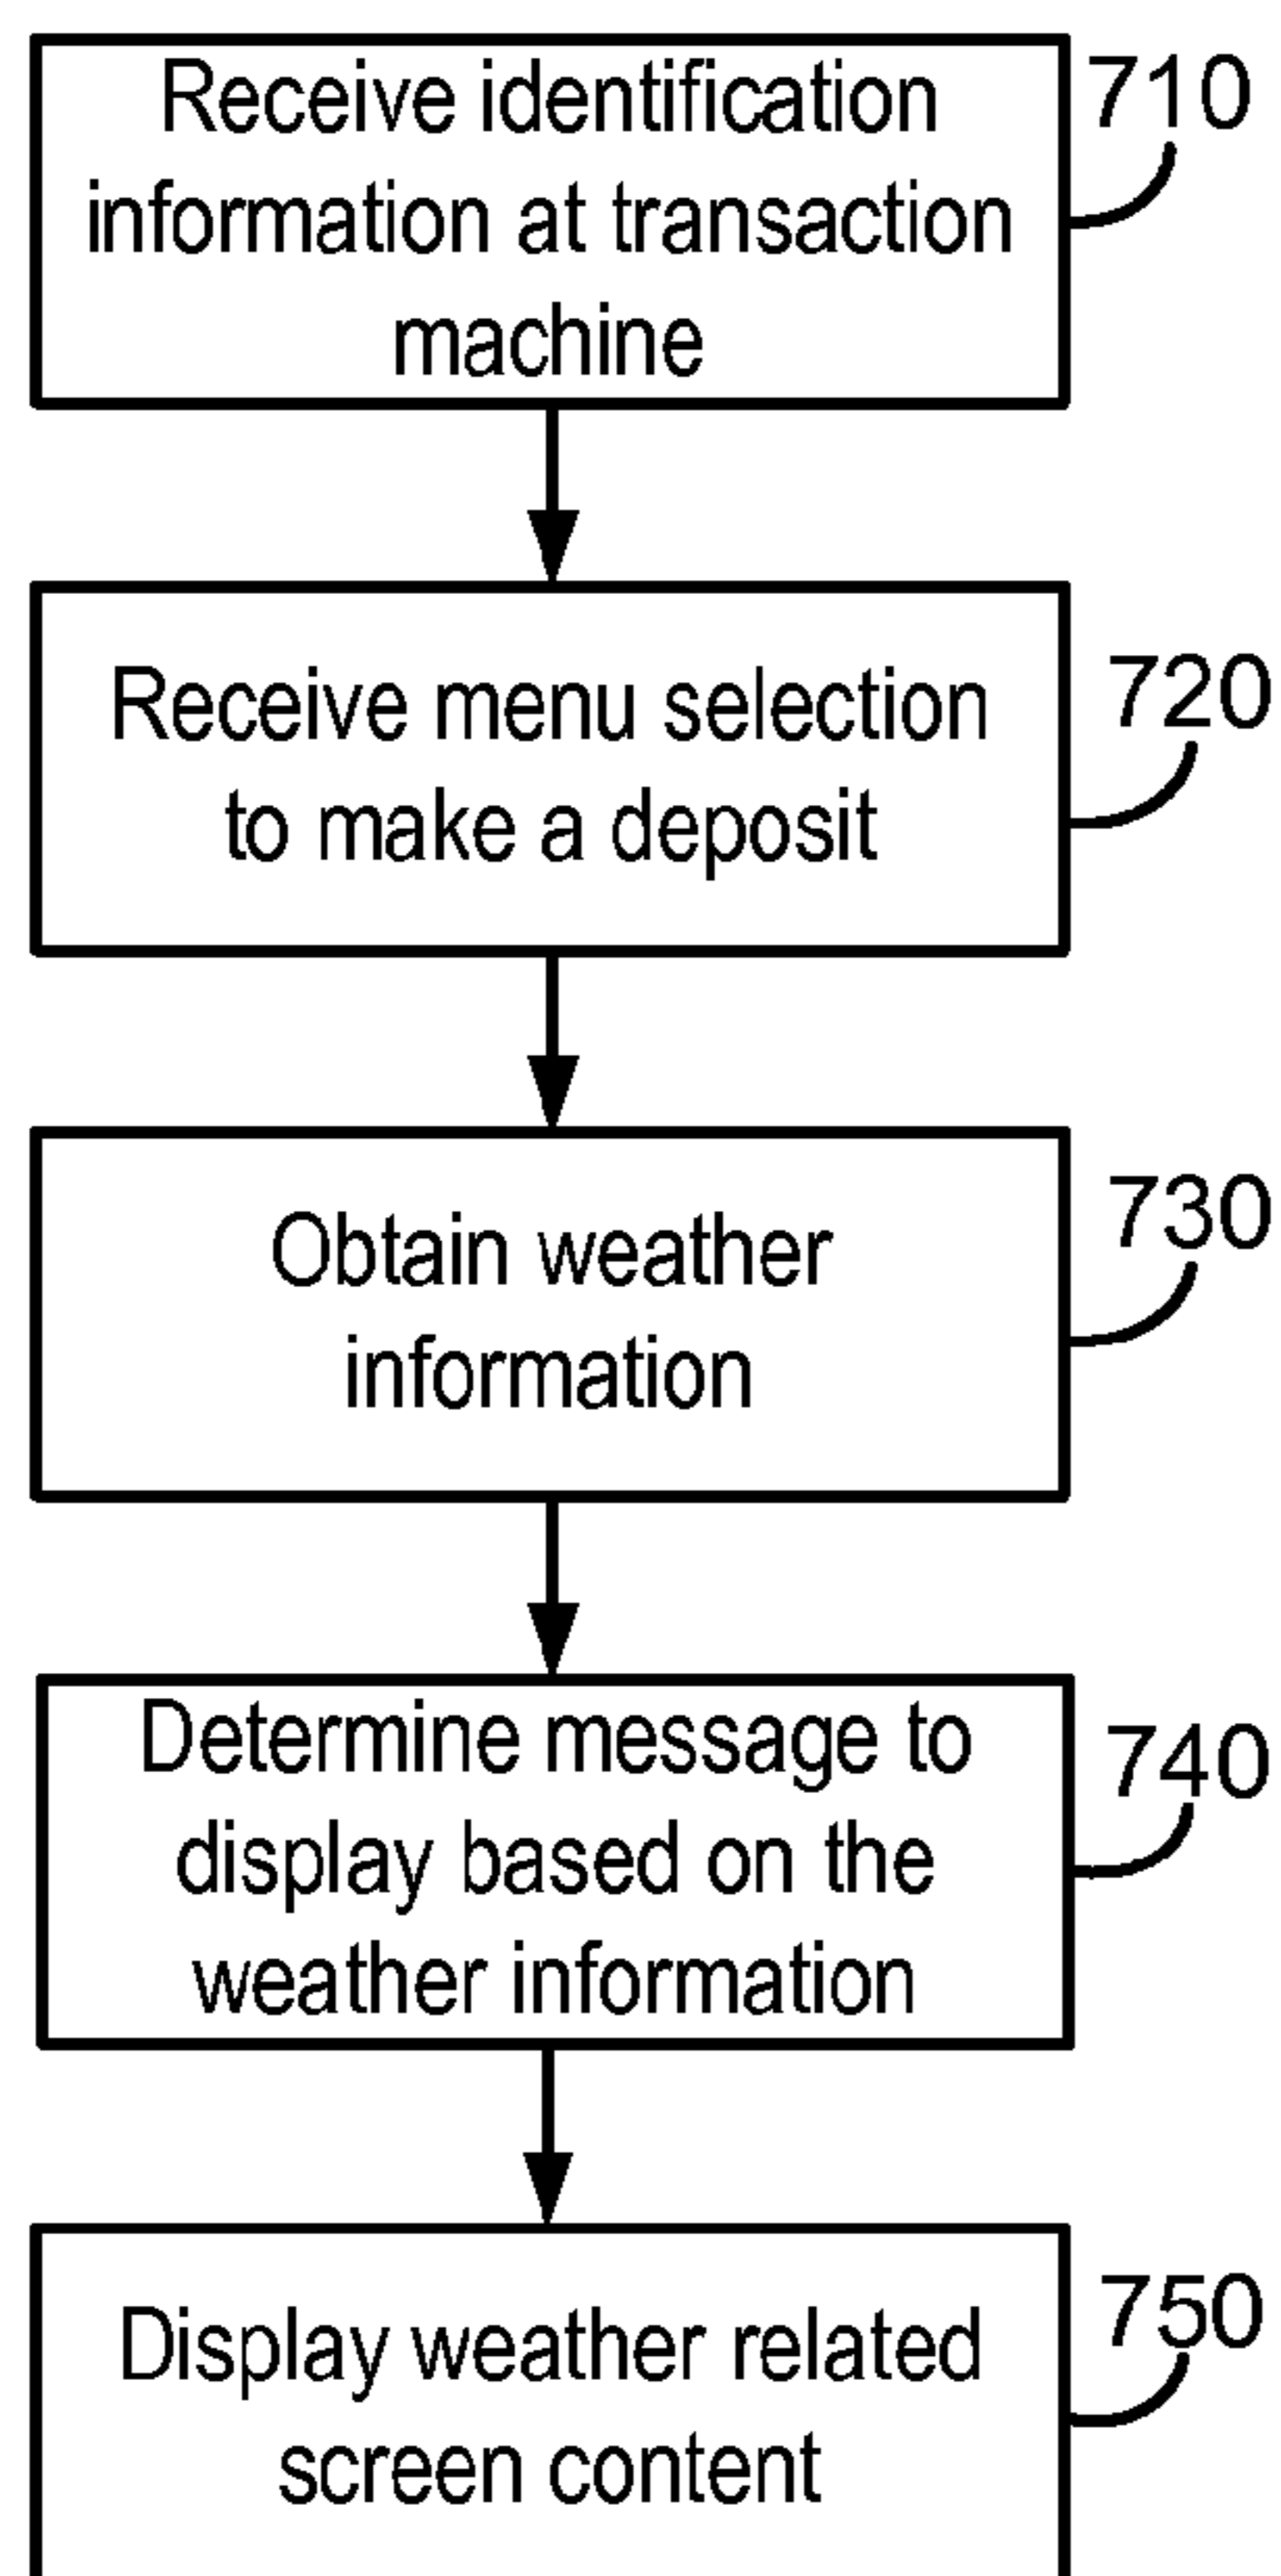 Receive identification
information at transaction
machine
710
Receive menu selection
to make a deposit
720
Obtain weather
information
730
Determine message to
display based on the
weather information
740
Display weather related
screen content
750